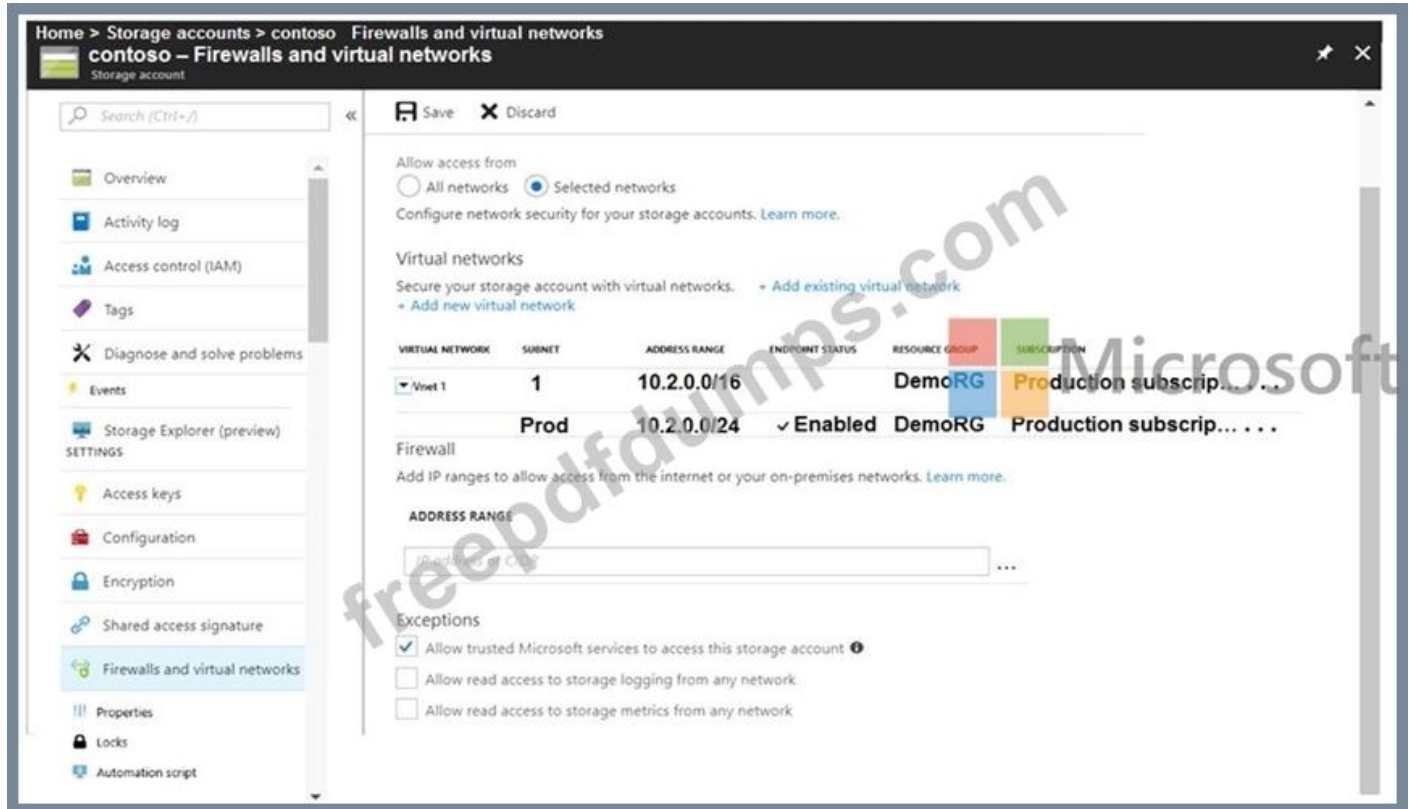 Home > Storage accounts > contoso Firewalls and virtual networks
contoso – Firewalls and virtual networks
Storage account
Search (Ctrl+/)
Overview
Activity log
Access control (IAM)
Tags
Diagnose and solve problems
Events
Storage Explorer (preview)
SETTINGS
Access keys
Configuration
Encryption
Shared access signature
Firewalls and virtual networks
Properties
Locks
Automation script
Save Discard
Allow access from
All networks Selected networks
Configure network security for your storage accounts. Learn more.
Virtual networks
Secure your storage account with virtual networks. + Add existing virtual network
+ Add new virtual network
VIRTUAL NETWORK SUBNET ADDRESS RANGE ENDPOINT STATUS RESOURCE GROUP SUBSCRIPTION
Vnet 1 1 10.2.0.0/16 DemoRG Production subscrip... . . .
Prod 10.2.0.0/24 ✓ Enabled DemoRG Production subscrip... . . .
Firewall
Add IP ranges to allow access from the internet or your on-premises networks. Learn more.
ADDRESS RANGE
IP address or CIDR
...
Exceptions
Allow trusted Microsoft services to access this storage account
Allow read access to storage logging from any network
Allow read access to storage metrics from any network
freepdfdumps.com
Microsoft